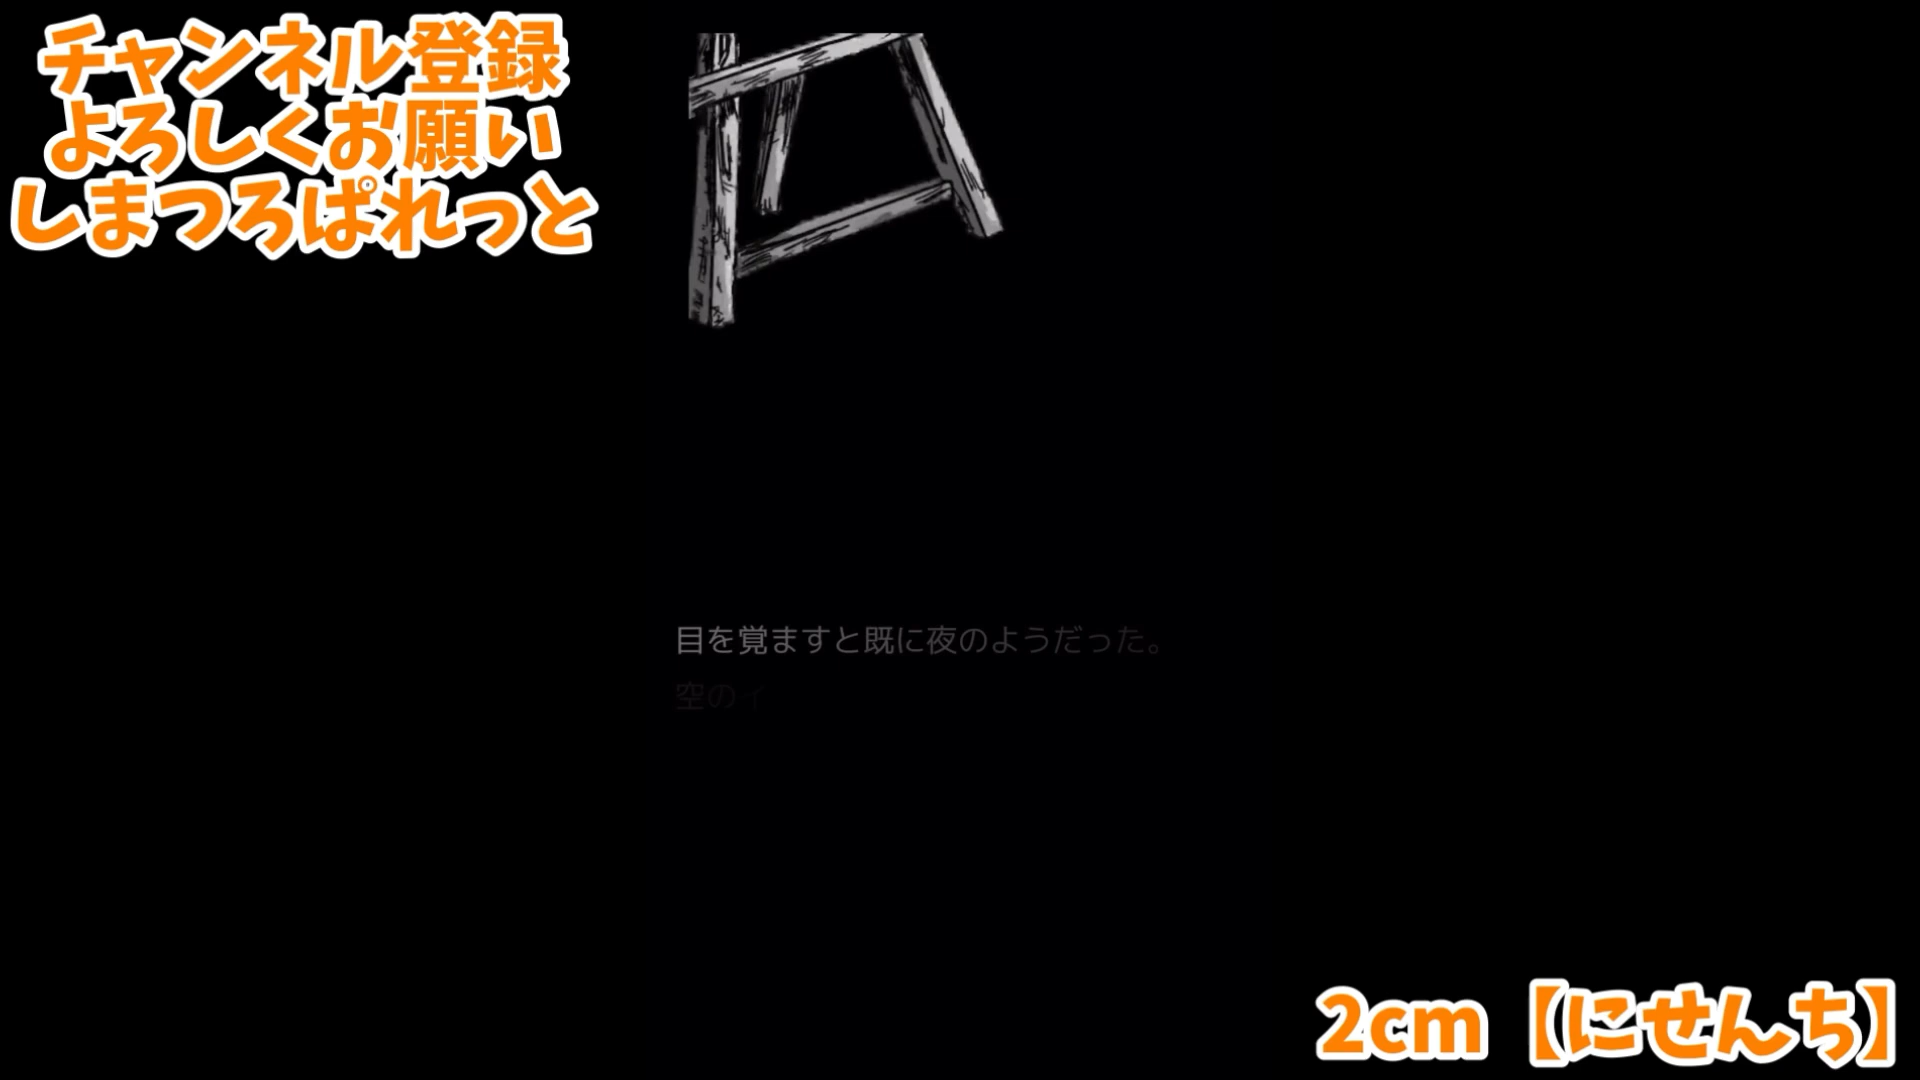 チャンネル登録
よろしくお願い
しまつろぱれっと
目を覚ますと既に夜のようだった。
空のイ
2cm【にせんち】